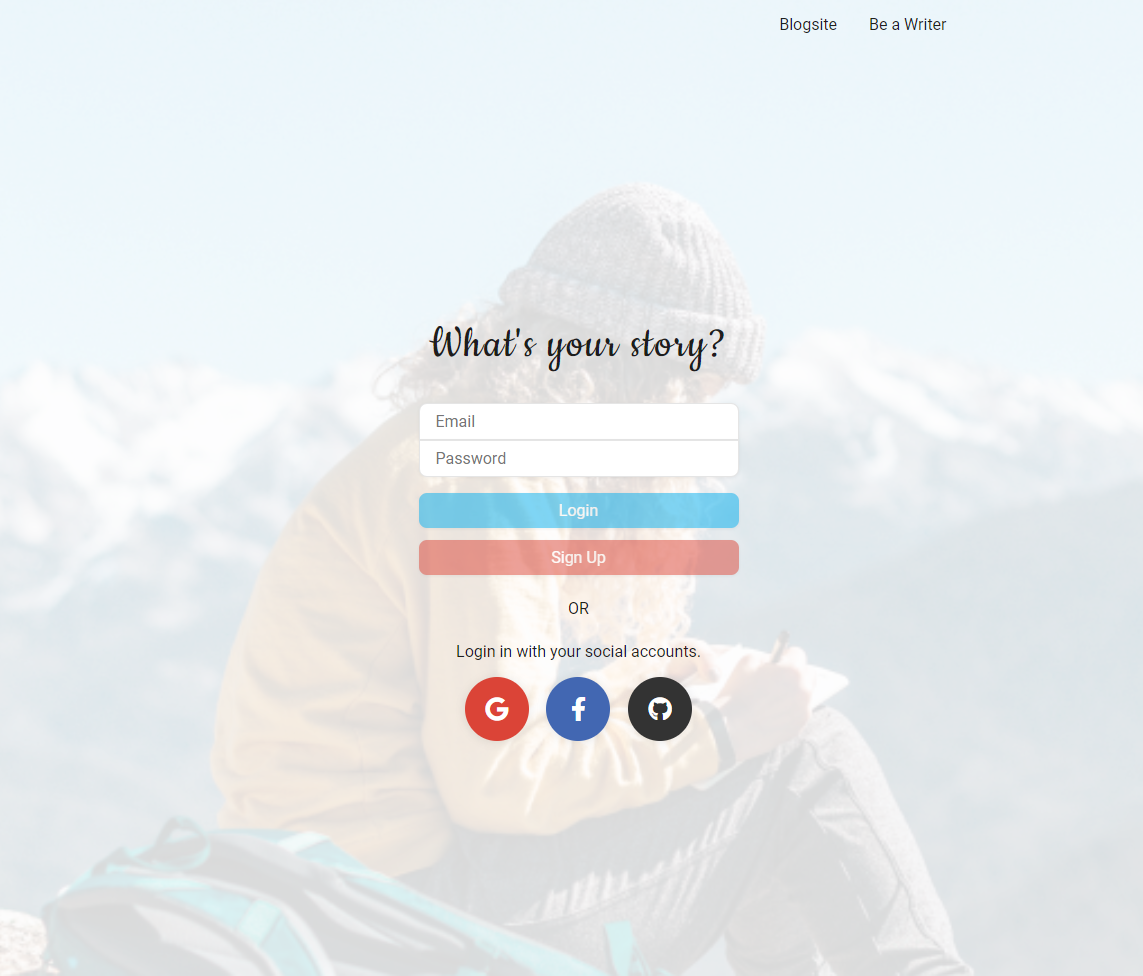 Blogsite Be a Writer
What's your story?
Email
Password
Login
Sign Up
OR
Login in with your social accounts.